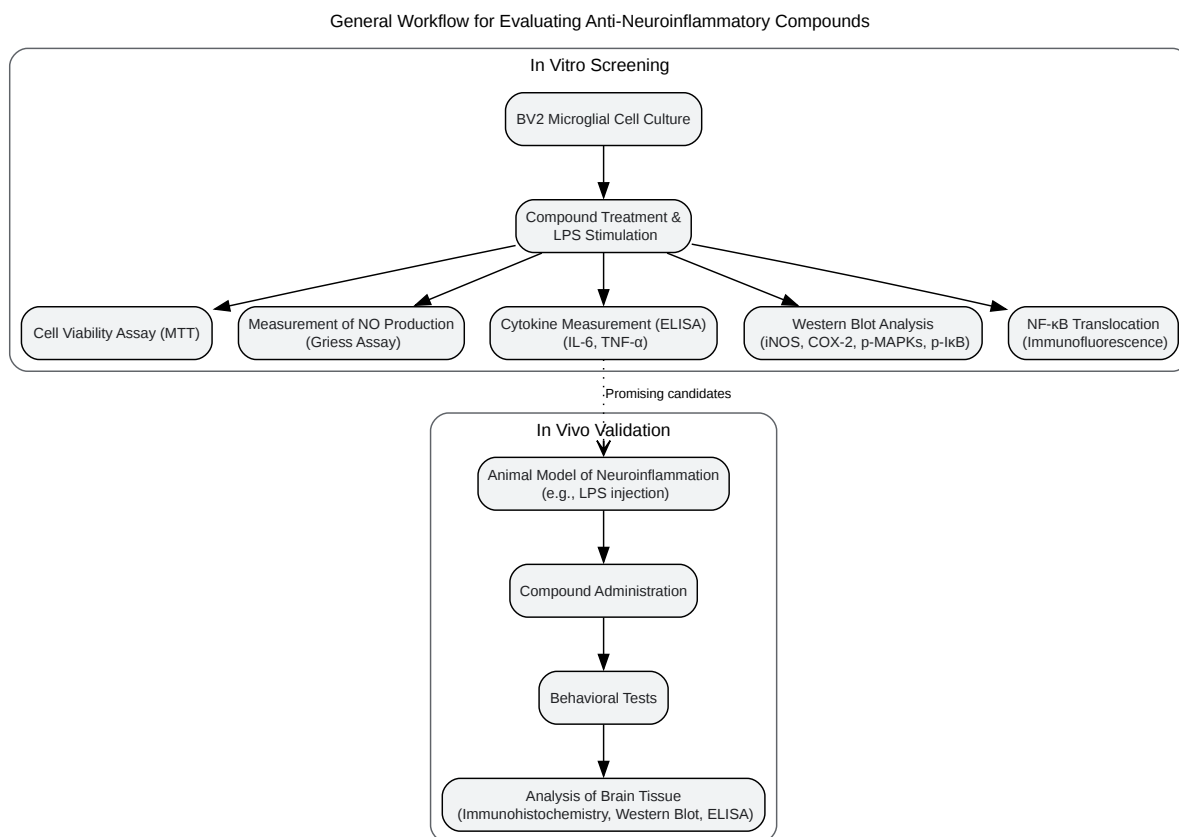 General Workflow for Evaluating Anti-Neuroinflammatory Compounds
In Vitro Screening
BV2 Microglial Cell Culture
Compound Treatment &
LPS Stimulation
Cell Viability Assay (MTT)
Measurement of NO Production
(Griess Assay)
Cytokine Measurement (ELISA)
(IL-6, TNF-α)
Western Blot Analysis
(iNOS, COX-2, p-MAPKs, p-IκB)
NF-κB Translocation
(Immunofluorescence)
Promising candidates
In Vivo Validation
Animal Model of Neuroinflammation
(e.g., LPS injection)
Compound Administration
Behavioral Tests
Analysis of Brain Tissue
(Immunohistochemistry, Western Blot, ELISA)